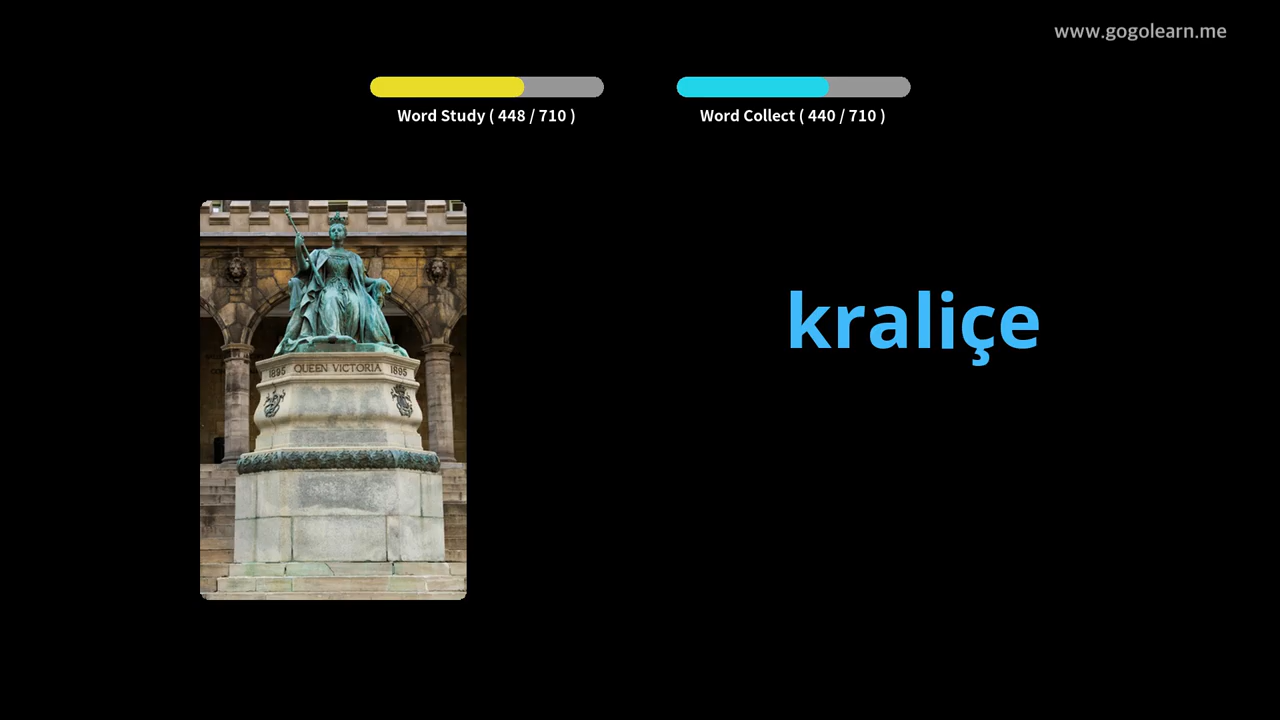 www.gogolearn.me
Word Study ( 448 / 710 )
Word Collect ( 440 / 710 )
kraliçe
1895 QUEEN VICTORIA 1895